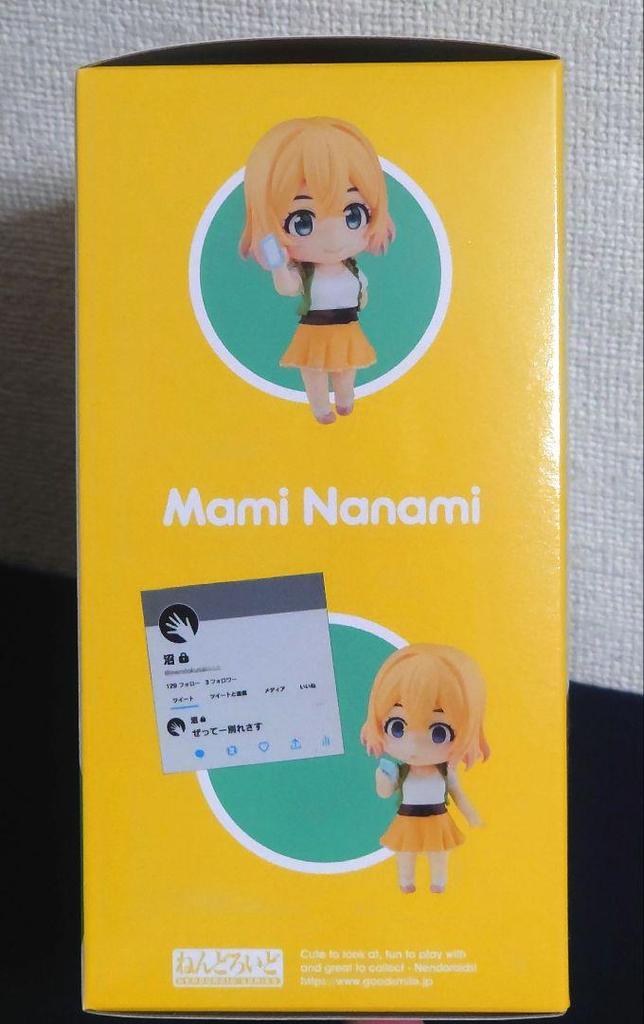 Mami Nanami
沼
129 フォロー 3 フォロワー
ツイート ツイートと返信 メディア いいね
沼
ぜってー別れさす
ねんどろいど
NENDOROID SERIES
Cute to look at, fun to play with
and great to collect - Nendoroids!
https://www.goodsmile.jp